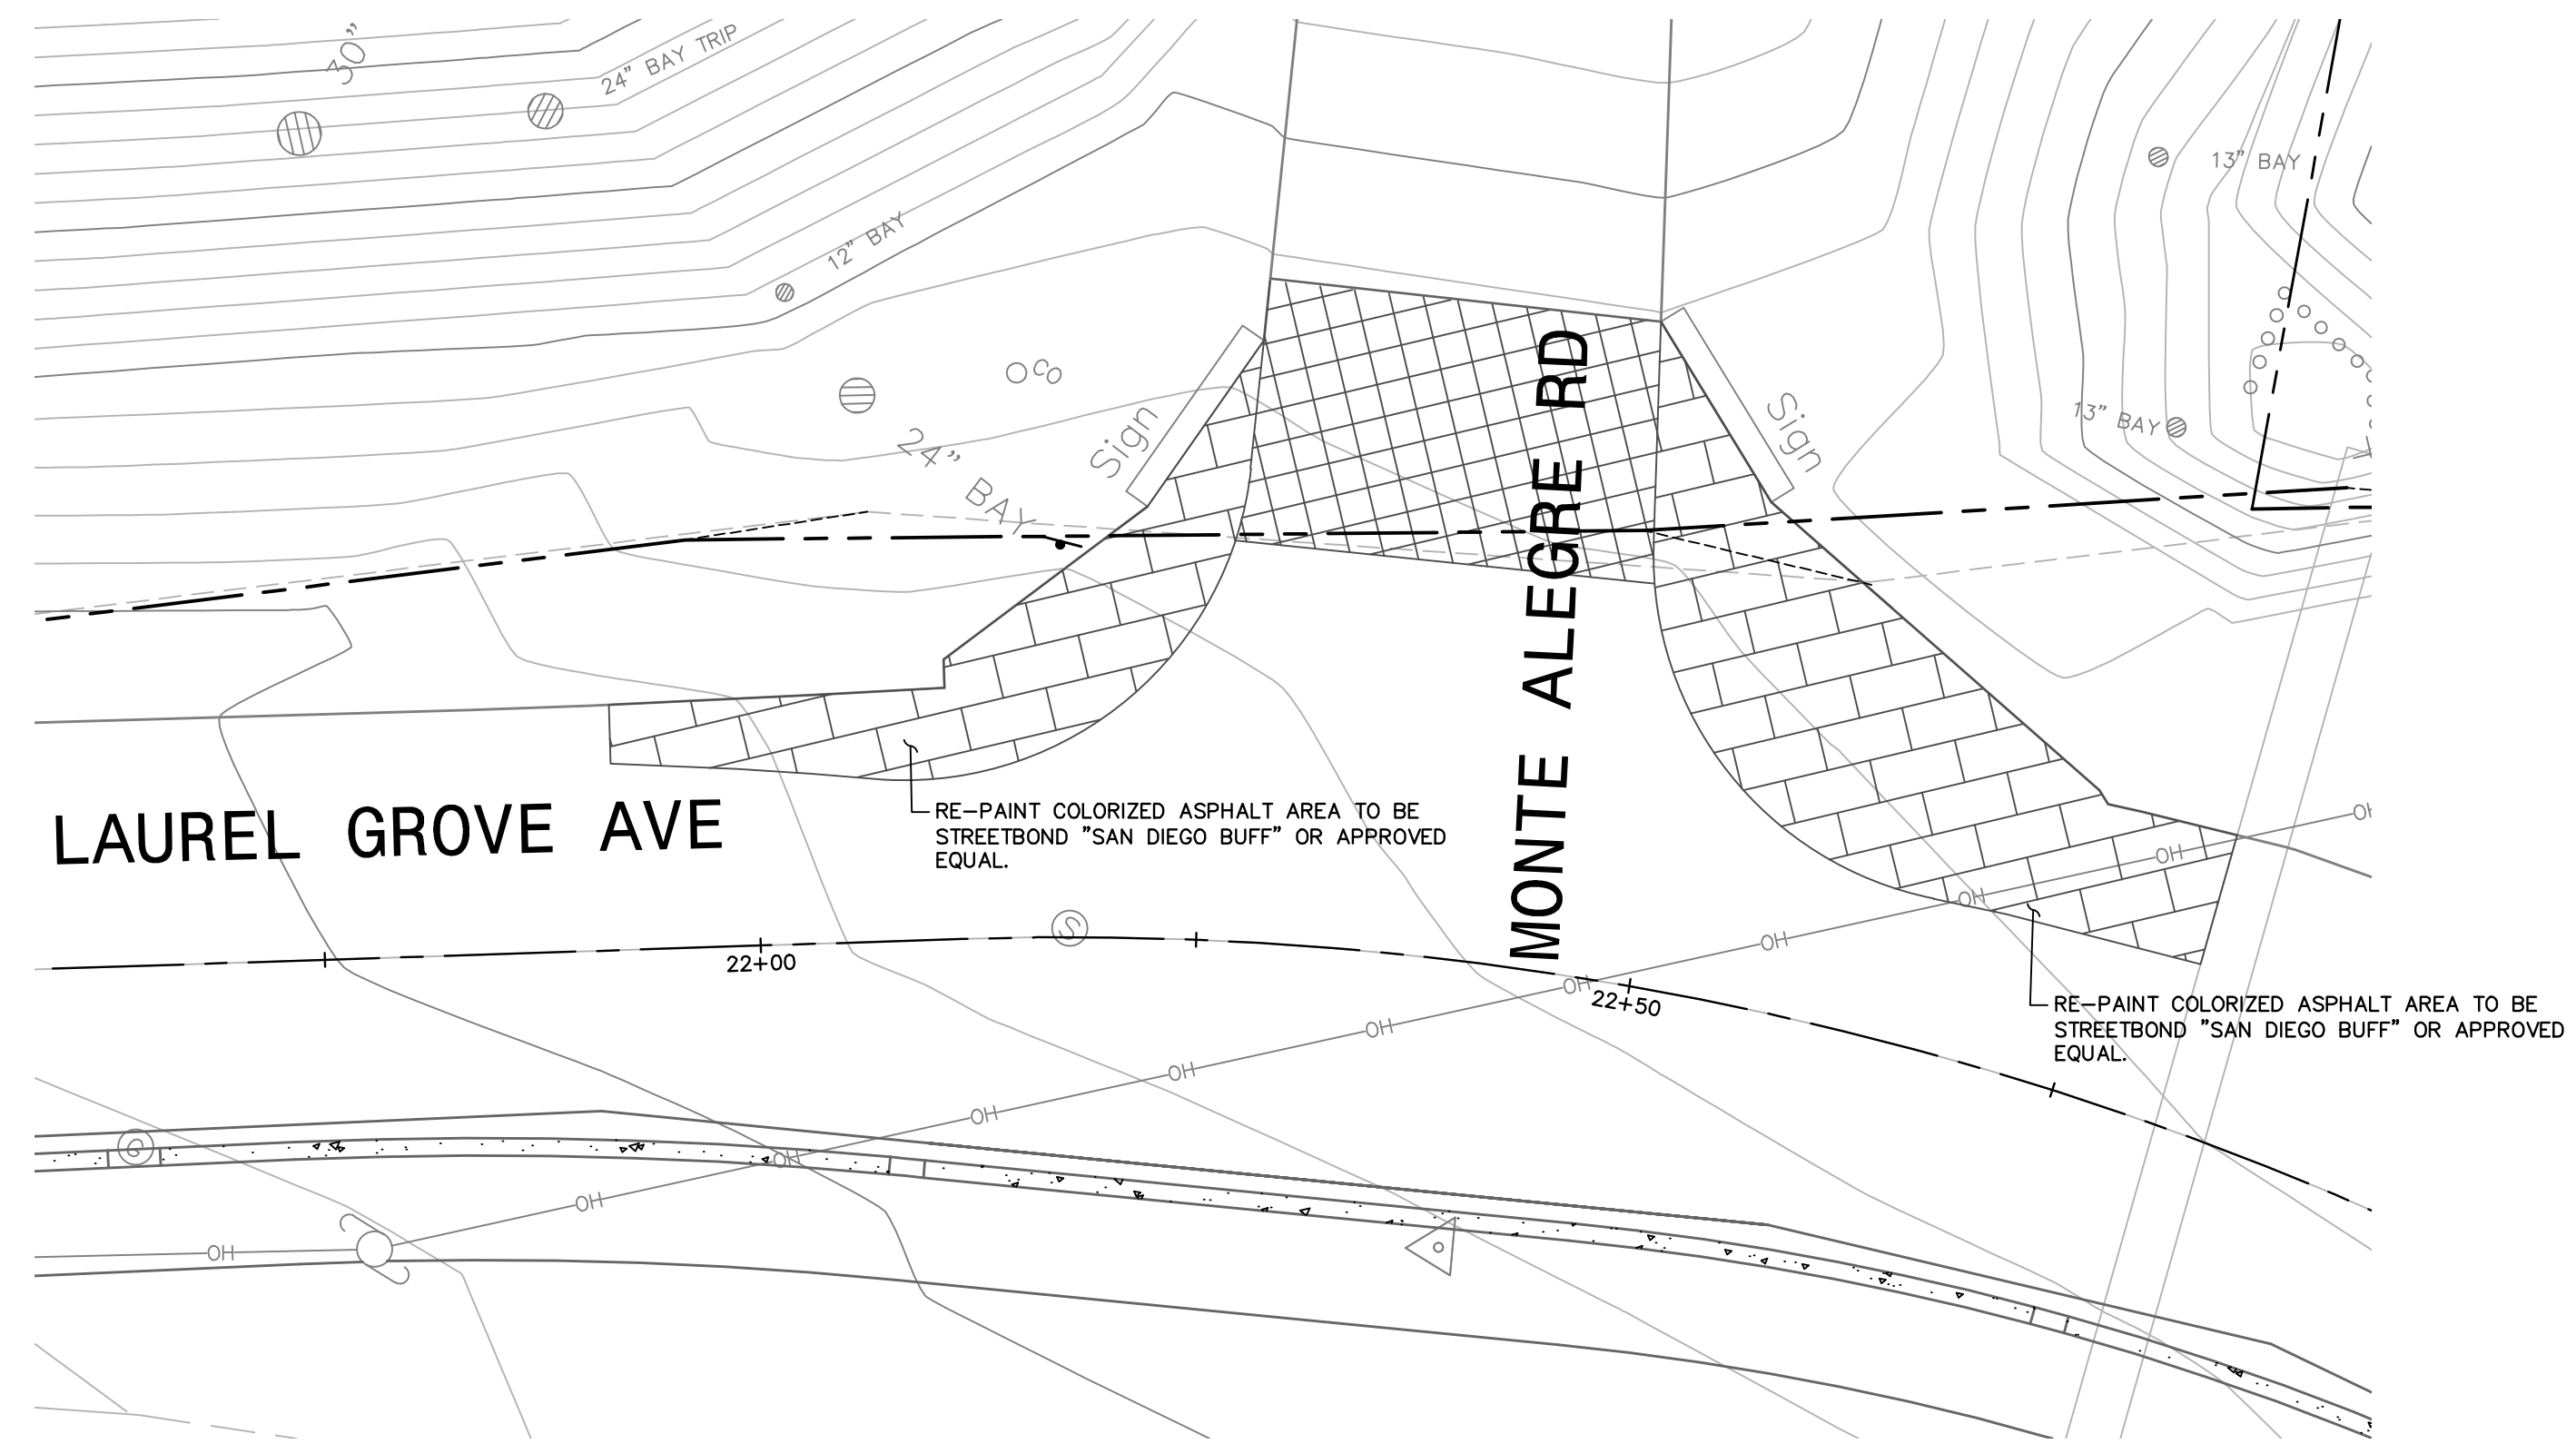 30”
24” BAY TRIP
12” BAY
13” BAY
CO
24” BAY
Sign
Sign
13” BAY
MONTE ALEGRE RD
LAUREL GROVE AVE
RE-PAINT COLORIZED ASPHALT AREA TO BE
STREETBOND ”SAN DIEGO BUFF” OR APPROVED
EQUAL.
OH
OH
OH
OH
S
22+00
OH
22+50
RE-PAINT COLORIZED ASPHALT AREA TO BE
STREETBOND ”SAN DIEGO BUFF” OR APPROVED
EQUAL.
OH
OH
OH
G
OH
OH
OH